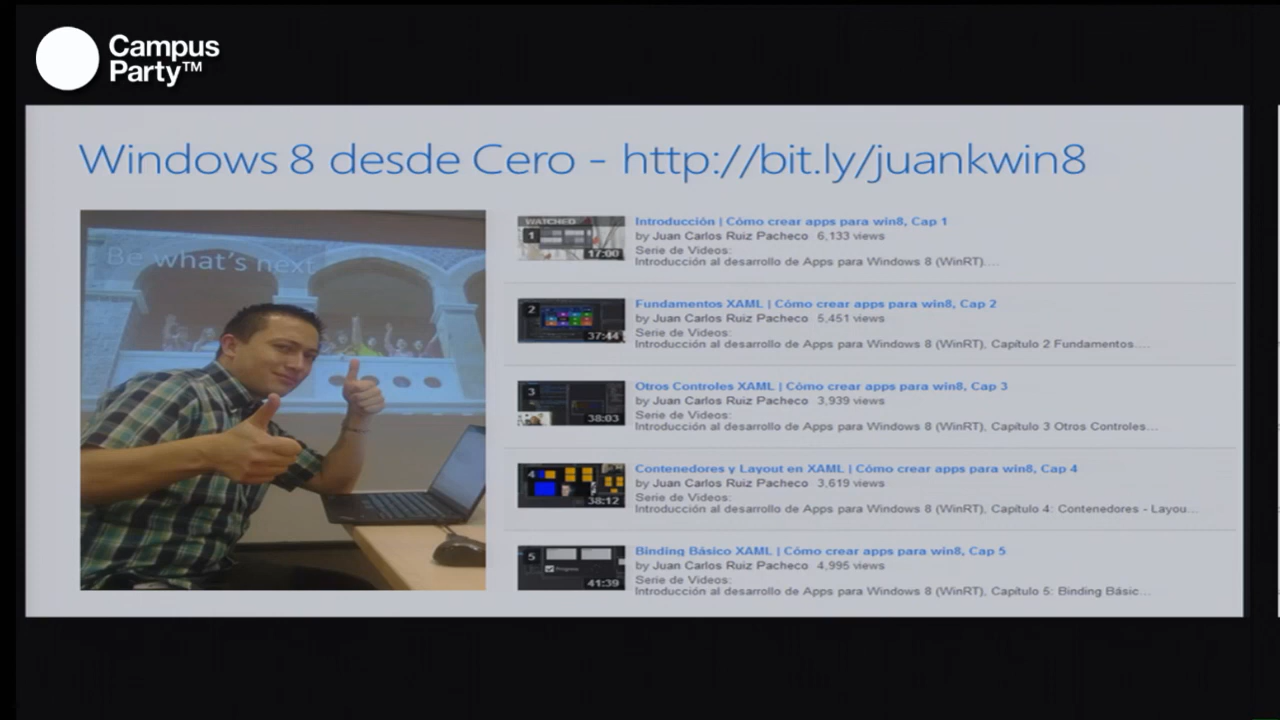 Campus
Party™
Windows 8 desde Cero - http://bit.ly/juankwin8
Be what's next
WATCHED
1
17:00
Introducción | Cómo crear apps para win8, Cap 1
by Juan Carlos Ruiz Pacheco 6,133 views
Serie de Videos:
Introducción al desarrollo de Apps para Windows 8 (WinRT)....
2
37:44
Fundamentos XAML | Cómo crear apps para win8, Cap 2
by Juan Carlos Ruiz Pacheco 5,451 views
Serie de Videos:
Introducción al desarrollo de Apps para Windows 8 (WinRT), Capítulo 2 Fundamentos....
3
38:03
Otros Controles XAML | Cómo crear apps para win8, Cap 3
by Juan Carlos Ruiz Pacheco 3,939 views
Serie de Videos:
Introducción al desarrollo de Apps para Windows 8 (WinRT), Capítulo 3 Otros Controles...
4
38:12
Contenedores y Layout en XAML | Cómo crear apps para win8, Cap 4
by Juan Carlos Ruiz Pacheco 3,619 views
Serie de Videos:
Introducción al desarrollo de Apps para Windows 8 (WinRT), Capítulo 4: Contenedores - Layou...
5
Progress
41:39
Binding Básico XAML | Cómo crear apps para win8, Cap 5
by Juan Carlos Ruiz Pacheco 4,995 views
Serie de Videos:
Introducción al desarrollo de Apps para Windows 8 (WinRT), Capítulo 5: Binding Básic...